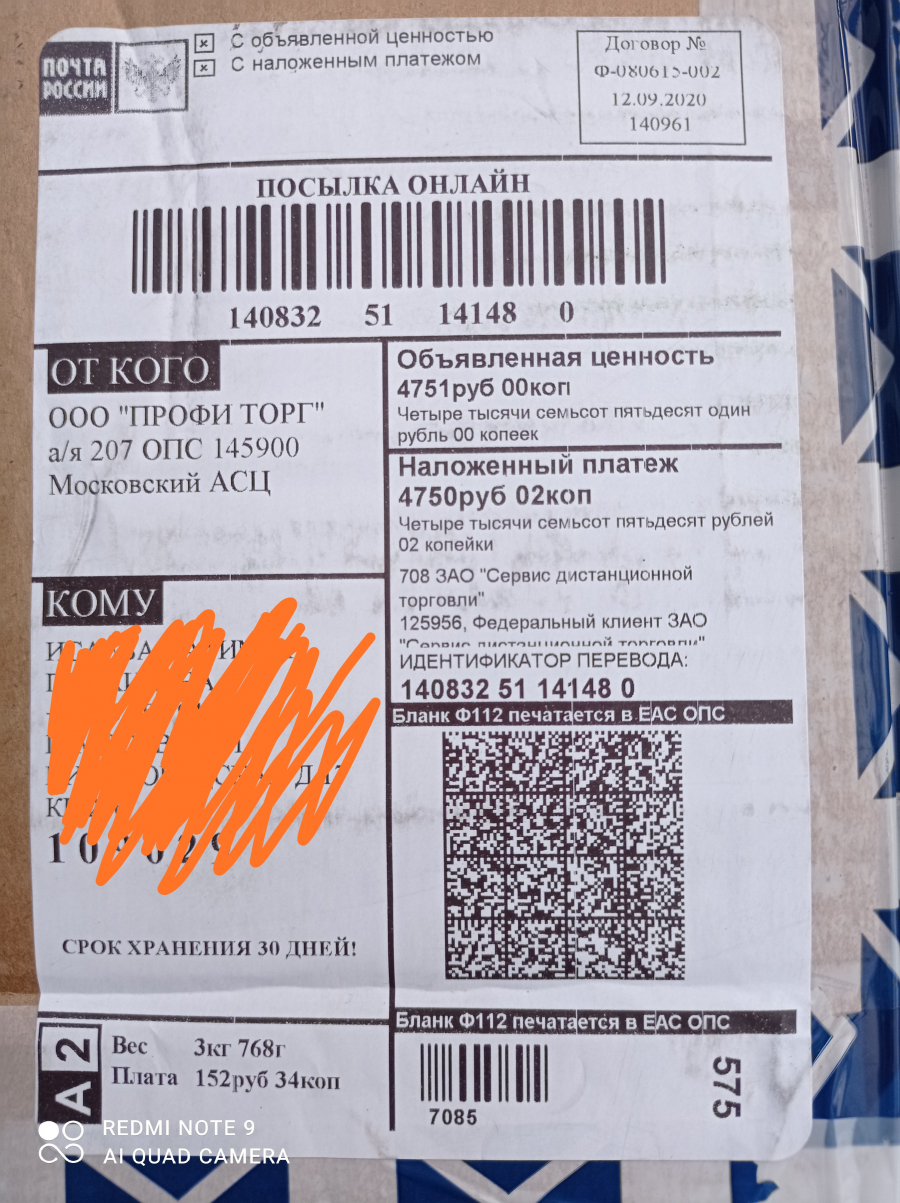 ПОЧТА
РОССИИ
С объявленной ценностью
С наложенным платежом
Договор №
Ф-080615-002
12.09.2020
140961
ПОСЫЛКА ОНЛАЙН
140832 51 14148 0
ОТ КОГО
ООО "ПРОФИ ТОРГ"
а/я 207 ОПС 145900
Московский АСЦ
Объявленная ценность
4751руб 00коп
Четыре тысячи семьсот пятьдесят один
рубль 00 копеек
Наложенный платеж
4750руб 02коп
Четыре тысячи семьсот пятьдесят рублей
02 копейки
708 ЗАО "Сервис дистанционной
торговли"
125956, Федеральный клиент ЗАО
"Сервис дистанционной торговли"
ИДЕНТИФИКАТОР ПЕРЕВОДА:
140832 51 14148 0
Бланк Ф112 печатается в ЕАС ОПС
КОМУ
СРОК ХРАНЕНИЯ 30 ДНЕЙ!
Бланк Ф112 печатается в ЕАС ОПС
A2
Вес 3кг 768г
Плата 152руб 34коп
7085
575
REDMI NOTE 9
AI QUAD CAMERA